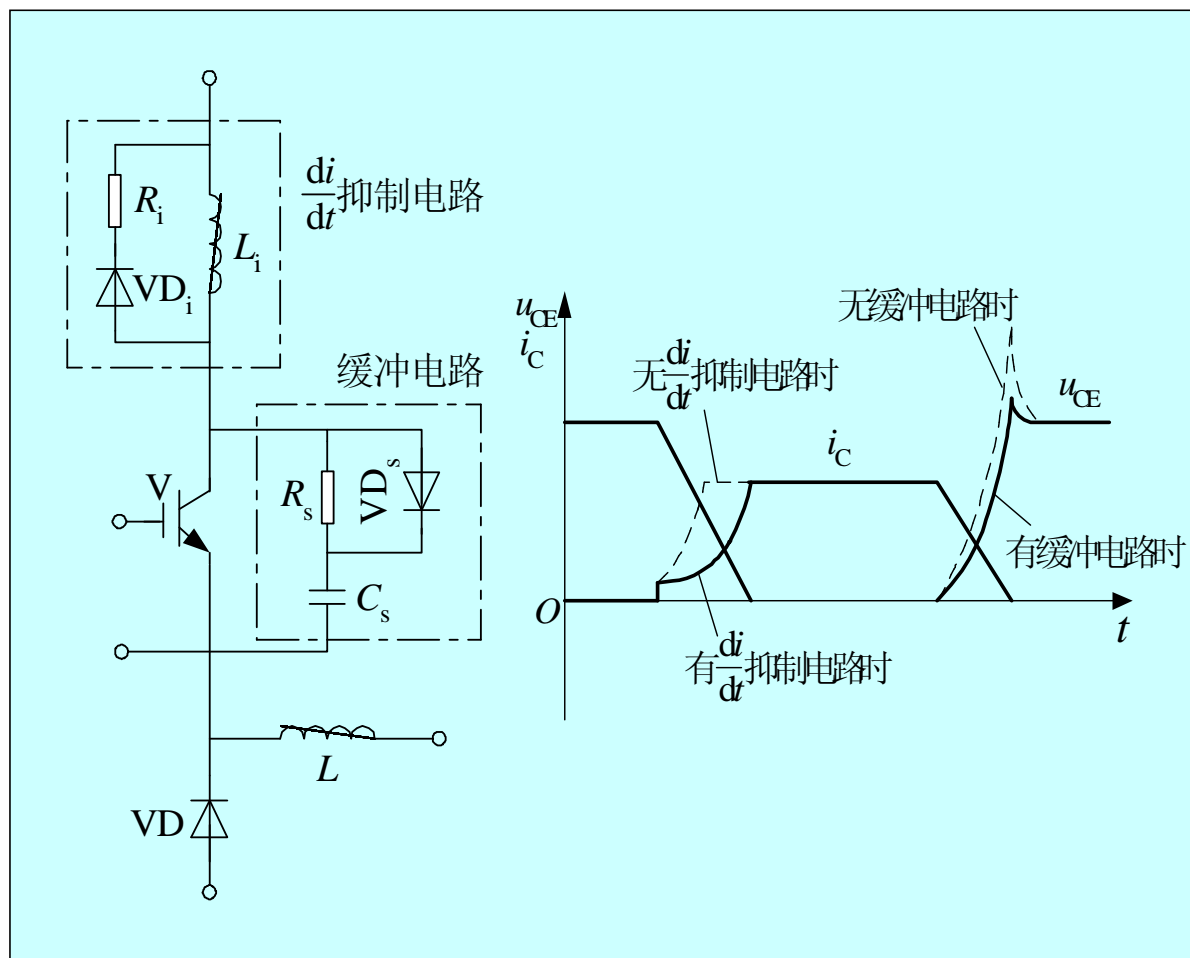 di/dt抑制电路
Ri
Li
VDi
缓冲电路
V
Rs
VDs
Cs
L
VD
uCE
iC
无di/dt抑制电路时
无缓冲电路时
uCE
iC
有缓冲电路时
O
t
有di/dt抑制电路时